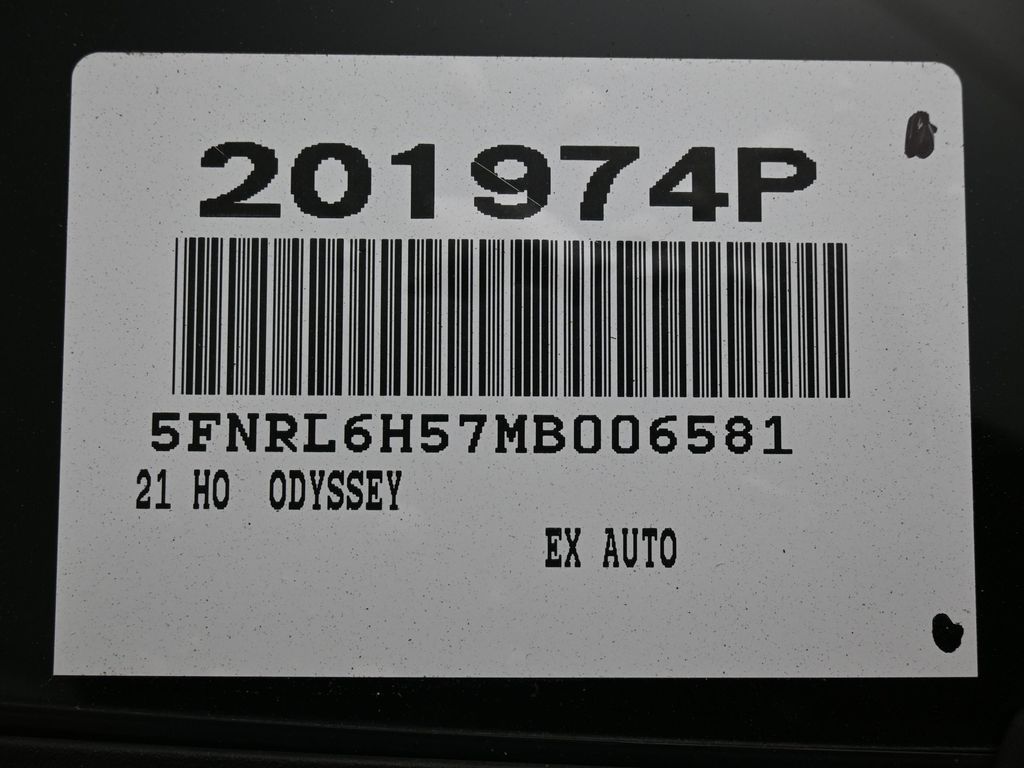 201974P
5FNRL6H57MB006581
21 HO ODYSSEY
EX AUTO